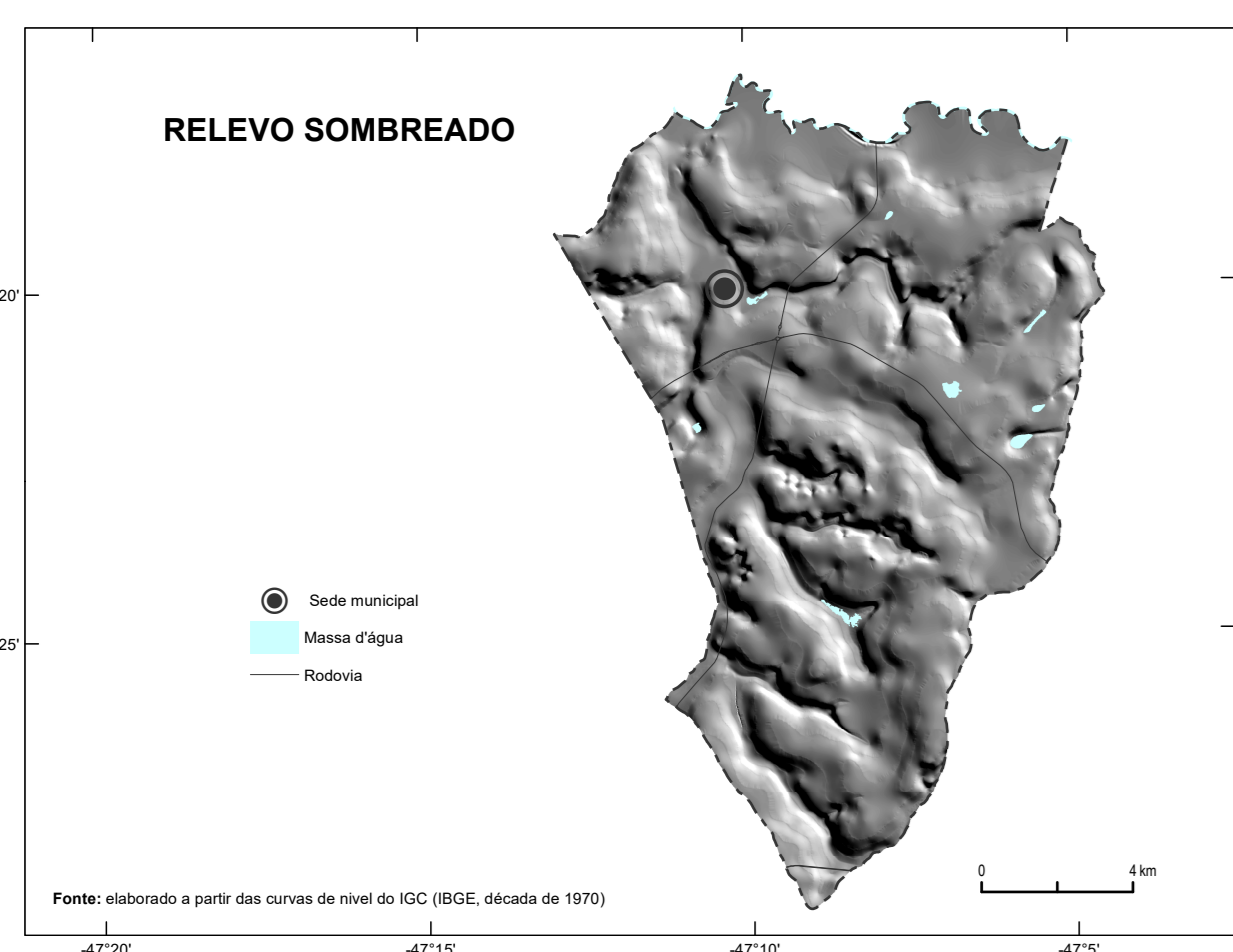 RELEVO SOMBREADO
20'
Sede municipal
25'
Massa d'água
Rodovia
0 4 km
Fonte: elaborado a partir das curvas de nivel do IGC (IBGE, década de 1970)
-47°20' -47°15' -47°10' -47°5'